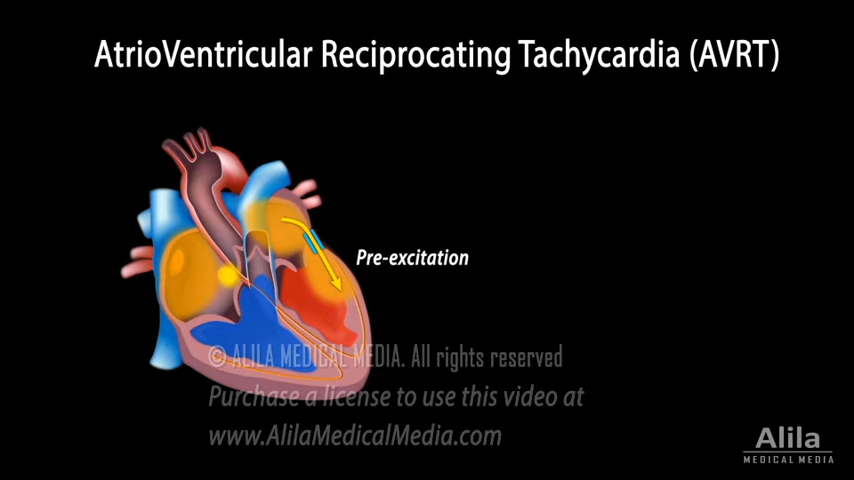 AtrioVentricular Reciprocating Tachycardia (AVRT)
Pre-excitation
© ALILA MEDICAL MEDIA. All rights reserved
Purchase a license to use this video at
www.AlilaMedicalMedia.com
Alila
MEDICAL MEDIA